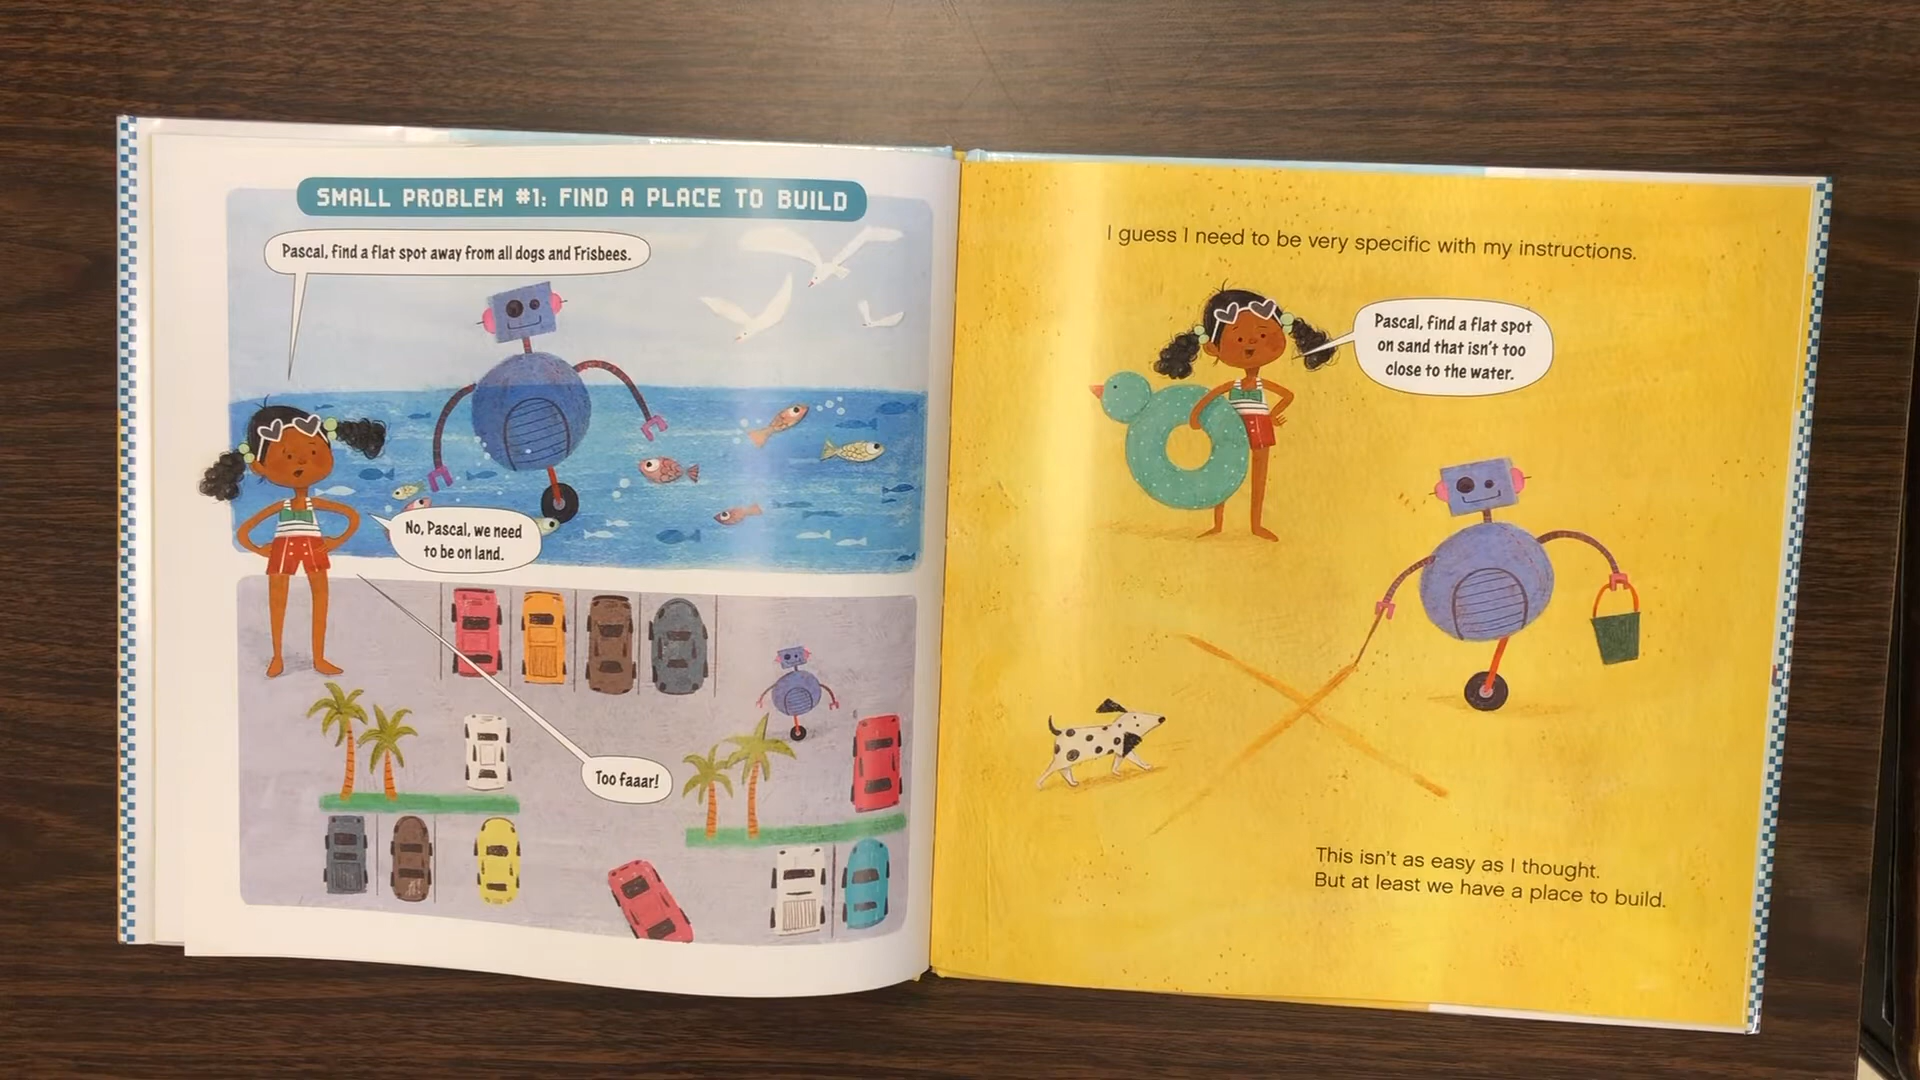 SMALL PROBLEM #1: FIND A PLACE TO BUILD
Pascal, find a flat spot away from all dogs and Frisbees.
No, Pascal, we need
to be on land.
Too faaar!
I guess I need to be very specific with my instructions.
Pascal, find a flat spot
on sand that isn't too
close to the water.
This isn't as easy as I thought.
But at least we have a place to build.